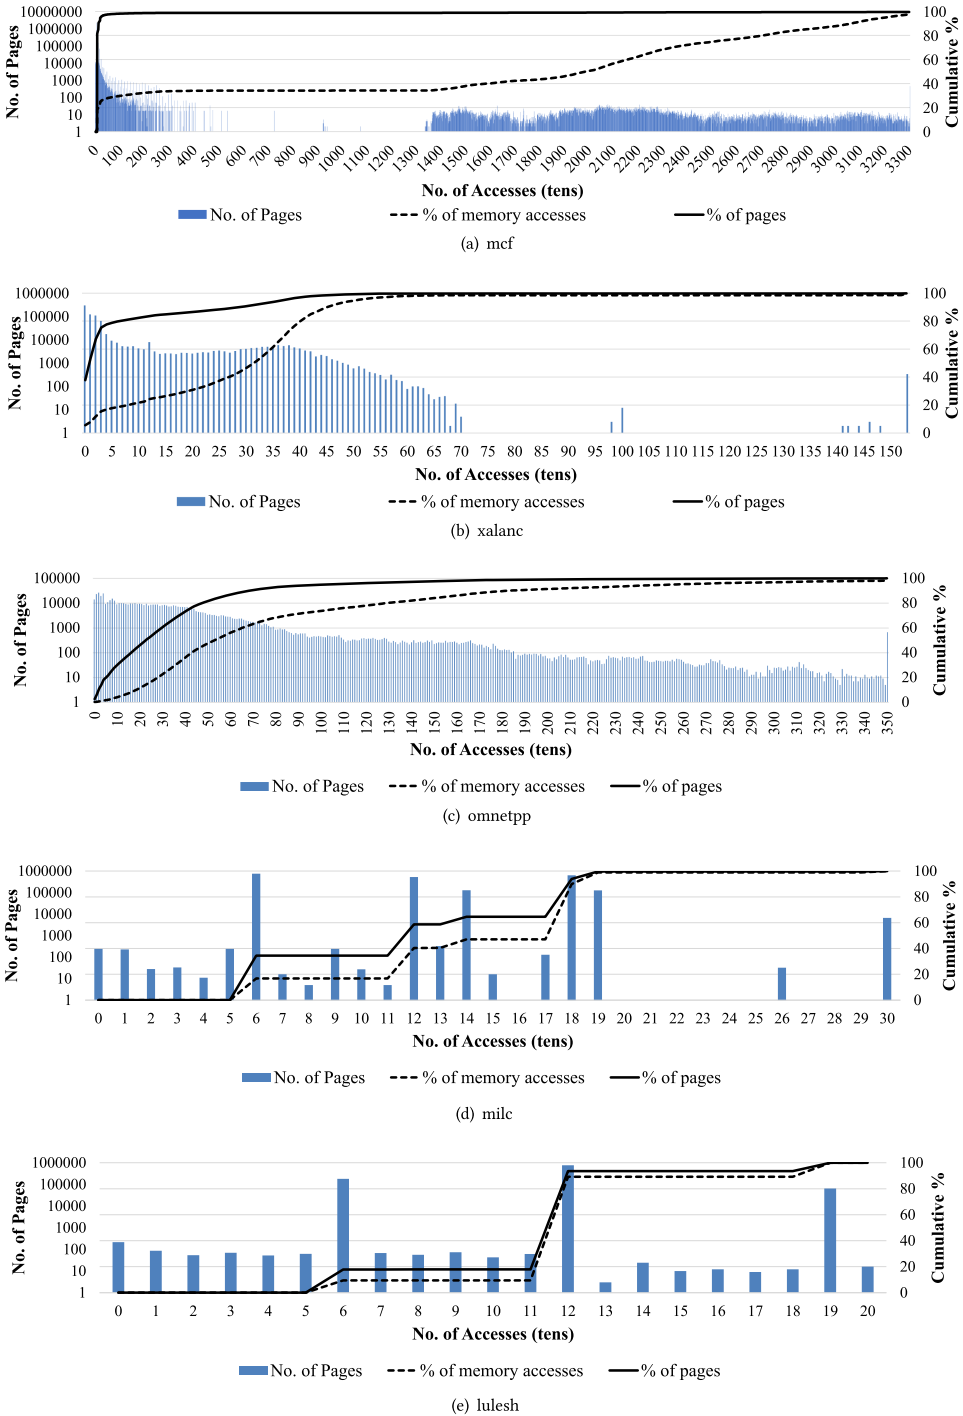 No. of Pages
10000000
1000000
100000
10000
1000
100
10
1
100
80
60
40
20
0
Cumulative %
0 100 200 300 400 500 600 700 800 900 1000 1100 1200 1300 1400 1500 1600 1700 1800 1900 2000 2100 2200 2300 2400 2500 2600 2700 2800 2900 3000 3100 3200 3300
No. of Accesses (tens)
No. of Pages % of memory accesses % of pages
(a) mcf
No. of Pages
1000000
100000
10000
1000
100
10
1
100
80
60
40
20
0
Cumulative %
0 5 10 15 20 25 30 35 40 45 50 55 60 65 70 75 80 85 90 95 100 105 110 115 120 125 130 135 140 145 150
No. of Accesses (tens)
No. of Pages % of memory accesses % of pages
(b) xalanc
No. of Pages
100000
10000
1000
100
10
1
100
80
60
40
20
0
Cumulative %
0 10 20 30 40 50 60 70 80 90 100 110 120 130 140 150 160 170 180 190 200 210 220 230 240 250 260 270 280 290 300 310 320 330 340 350
No. of Accesses (tens)
No. of Pages % of memory accesses % of pages
(c) omnetpp
No. of Pages
1000000
100000
10000
1000
100
10
1
100
80
60
40
20
0
Cumulative %
0 1 2 3 4 5 6 7 8 9 10 11 12 13 14 15 16 17 18 19 20 21 22 23 24 25 26 27 28 29 30
No. of Accesses (tens)
No. of Pages % of memory accesses % of pages
(d) milc
No. of Pages
1000000
100000
10000
1000
100
10
1
100
80
60
40
20
0
Cumulative %
0 1 2 3 4 5 6 7 8 9 10 11 12 13 14 15 16 17 18 19 20
No. of Accesses (tens)
No. of Pages % of memory accesses % of pages
(e) lulesh